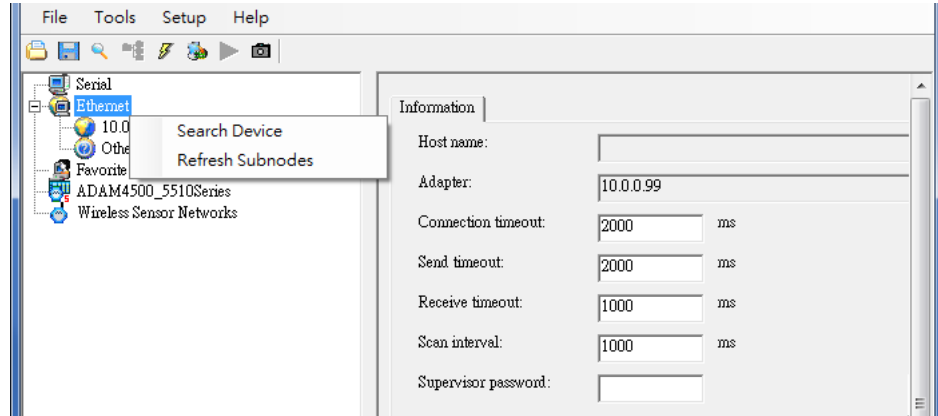 File Tools Setup Help
Serial
Ethernet
10.0
Othe
Favorite
ADAM4500_5510Series
Wireless Sensor Networks
Search Device
Refresh Subnodes
Information
Host name:
Adapter: 10.0.0.99
Connection timeout: 2000 ms
Send timeout: 2000 ms
Receive timeout: 1000 ms
Scan interval: 1000 ms
Supervisor password: